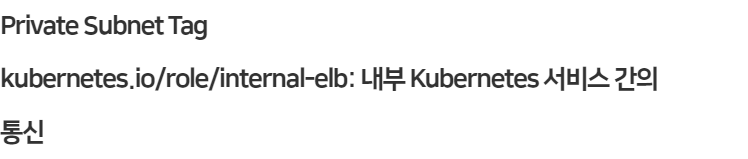 Private Subnet Tag
kubernetes.io/role/internal-elb: 내부 Kubernetes 서비스 간의
통신